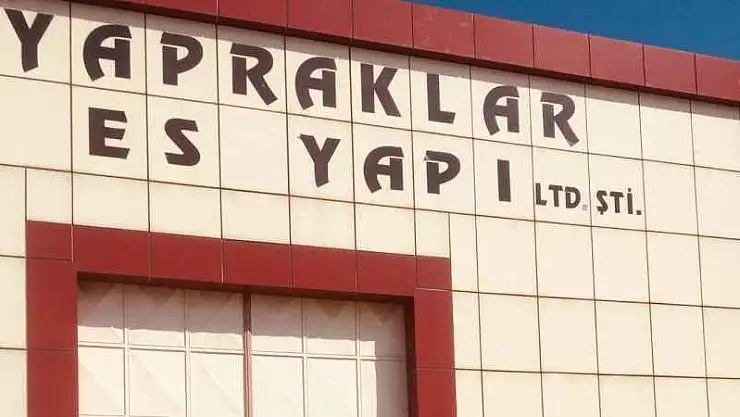 YAPRAKLAR
ES YAPI LTD. ŞTİ.